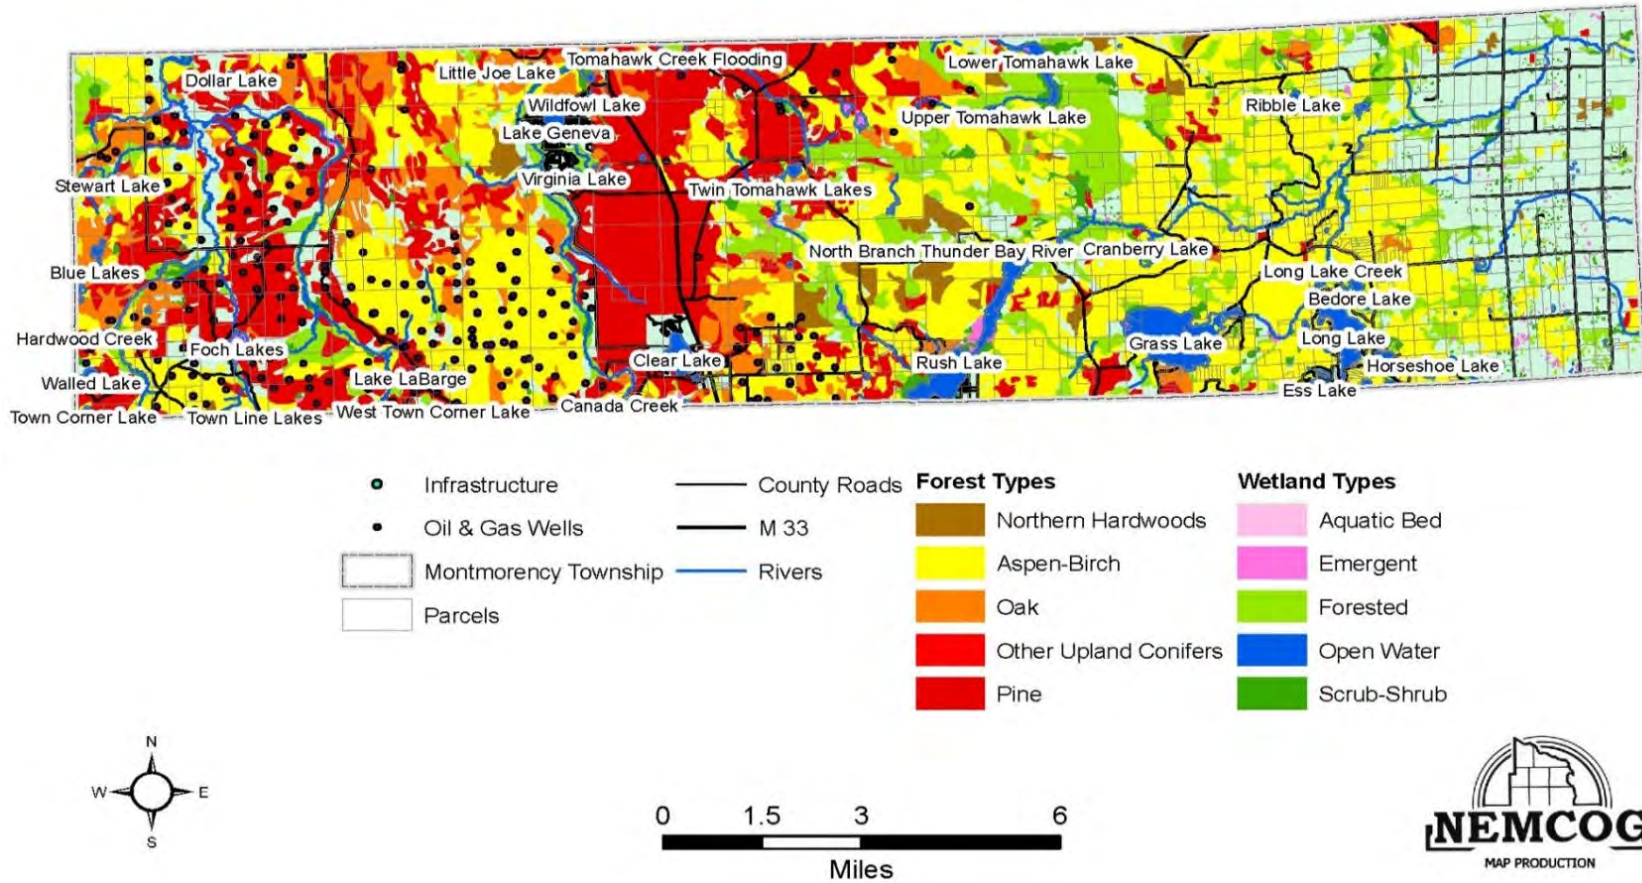 Tomahawk Creek Flooding
Lower Tomahawk Lake
Little Joe Lake
Dollar Lake
Wildfowl Lake
Ribble Lake
Upper Tomahawk Lake
Lake Geneva
Virginia Lake
Stewart Lake
Twin Tomahawk Lakes
North Branch Thunder Bay River
Cranberry Lake
Blue Lakes
Long Lake Creek
Bedore Lake
Hardwood Creek
Long Lake
Grass Lake
Foch Lakes
Clear Lake
Rush Lake
Horseshoe Lake
Walled Lake
Lake LaBarge
Ess Lake
Canada Creek
West Town Corner Lake
Town Corner Lake
Town Line Lakes
Infrastructure
Oil & Gas Wells
Montmorency Township
Parcels
County Roads
M 33
Rivers
Forest Types
Northern Hardwoods
Aspen-Birch
Oak
Other Upland Conifers
Pine
Wetland Types
Aquatic Bed
Emergent
Forested
Open Water
Scrub-Shrub
N
W E
S
0 1.5 3 6
Miles
NEMCOG
MAP PRODUCTION